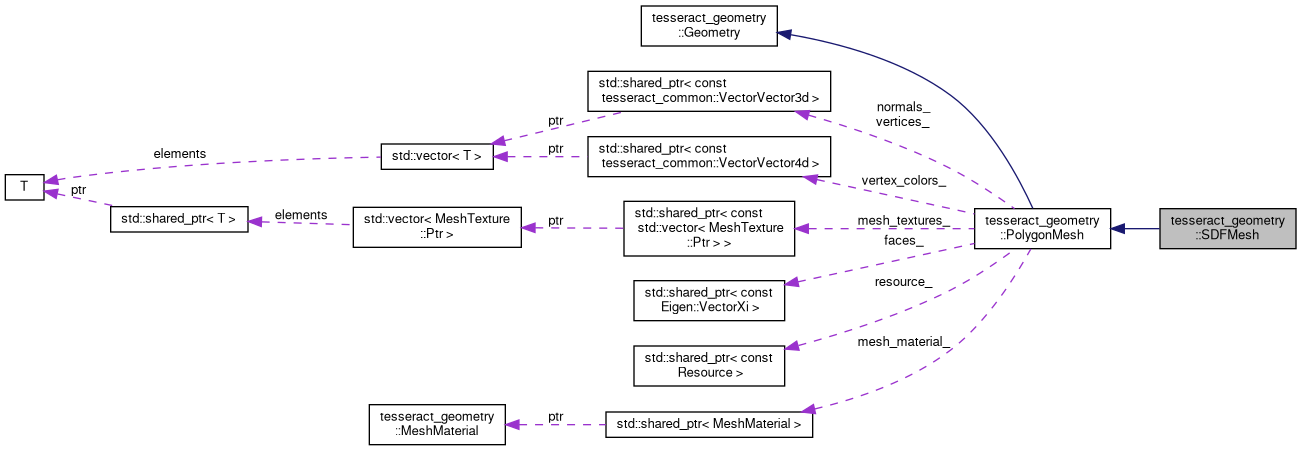 tesseract_geometry
::Geometry
std::shared_ptr< const
tesseract_common::VectorVector3d >
normals_
vertices_
ptr
std::vector< T >
elements
ptr
std::shared_ptr< const
tesseract_common::VectorVector4d >
vertex_colors_
T
ptr
std::shared_ptr< T >
elements
std::vector< MeshTexture
::Ptr >
ptr
std::shared_ptr< const
std::vector< MeshTexture
::Ptr > >
mesh_textures_
tesseract_geometry
::PolygonMesh
tesseract_geometry
::SDFMesh
faces_
std::shared_ptr< const
Eigen::VectorXi >
resource_
std::shared_ptr< const
Resource >
mesh_material_
tesseract_geometry
::MeshMaterial
ptr
std::shared_ptr< MeshMaterial >